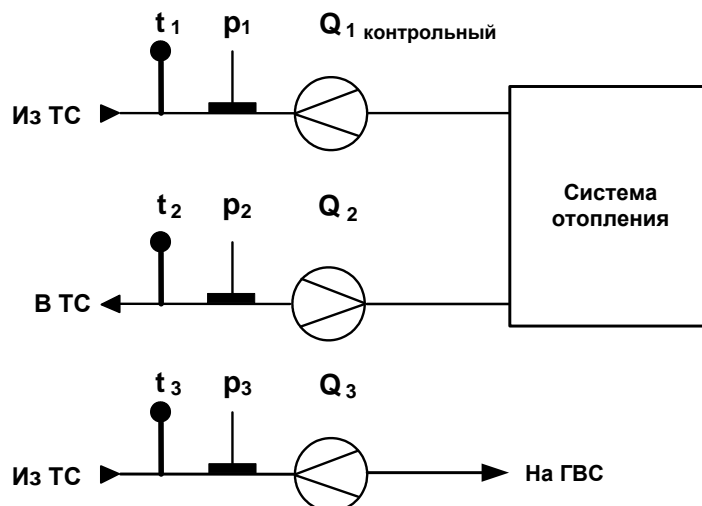 t 1 p1 Q 1 контрольный
Из ТС
Система
отопления
t 2 p2 Q 2
В ТС
t 3 p3 Q 3
Из ТС На ГВС